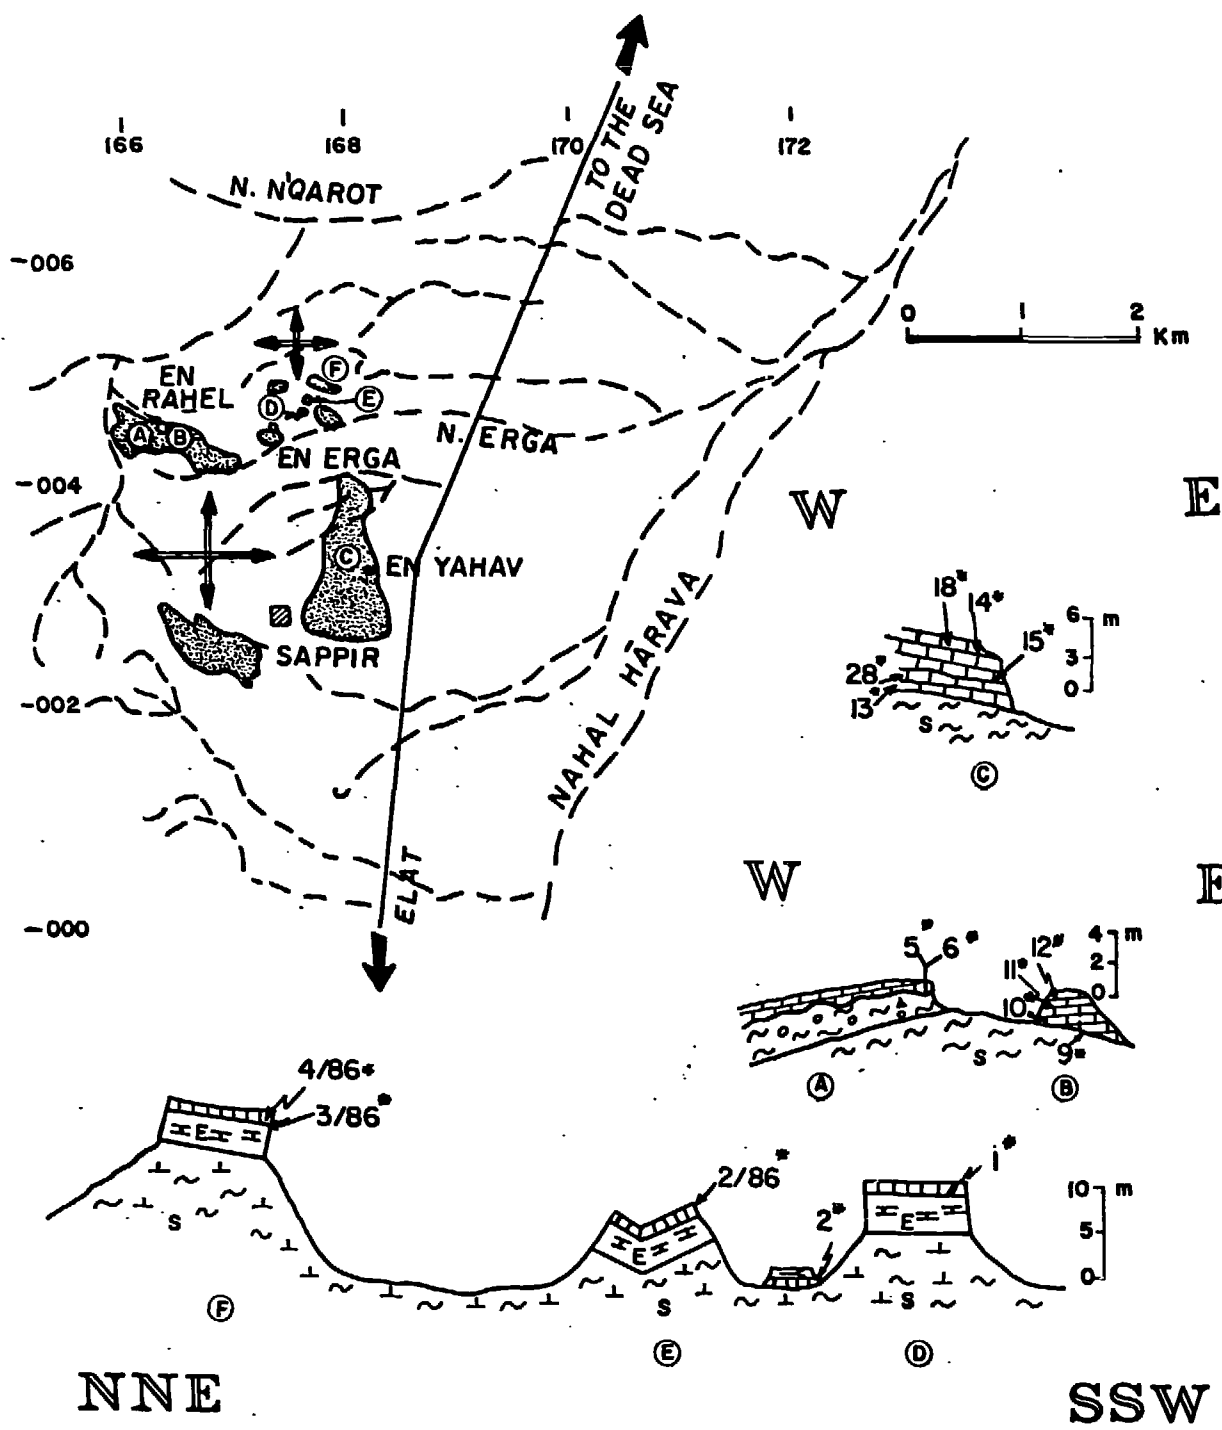 TO THE
DEAD SEA
166
168
170
172
N. N'QAROT
-006
0 1 2
Km
EN
RAHEL
F
D
E
A B
N. ERGA
EN ERGA
-004
W E
C
EN YAHAV
18*
14*
6 m
15*
3
28*
0
13*
S
SAPPIR
NAHAL HARAVA
-002
C
W E
ELAT
-000
5* 6*
12*
4 m
11*
2
0
10*
S
9*
A
B
4/86*
3/86*
E
S
F
2/86*
1*
2*
10 m
E
E
5
0
S
S
E
D
NNE
SSW